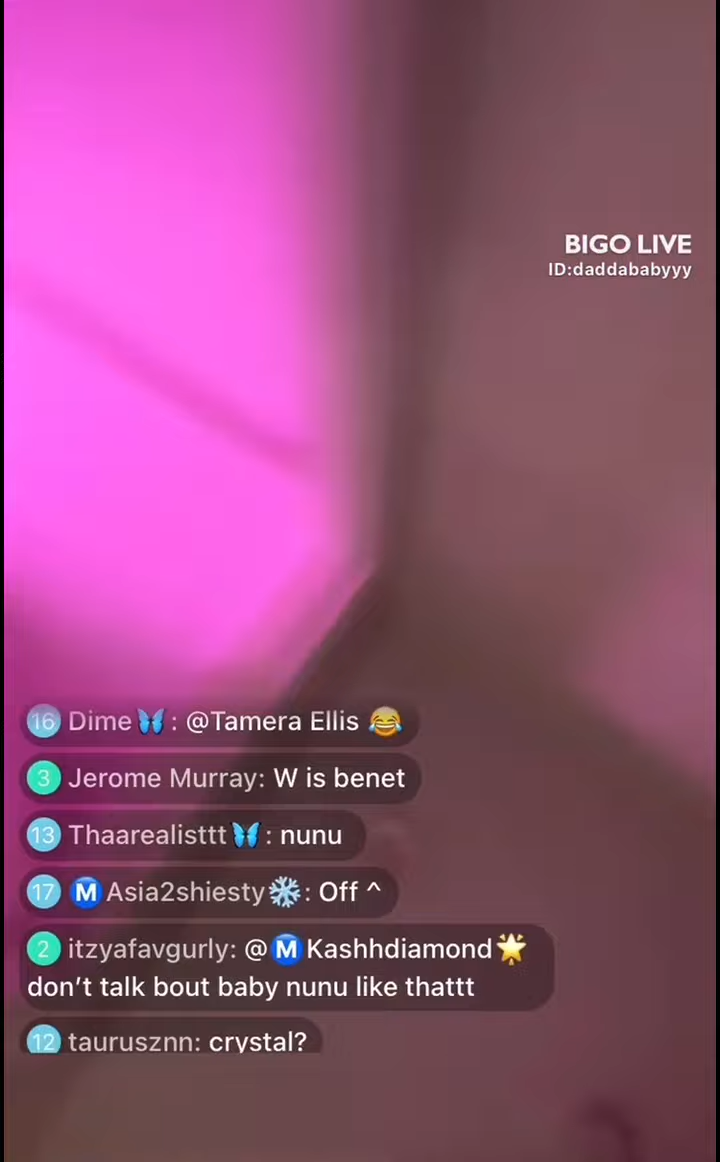 BIGO LIVE
ID:daddababyyy
16 Dime🦋: @Tamera Ellis 😂
3 Jerome Murray: W is benet
13 Thaarealisttt🦋: nunu
17 Ⓜ️Asia2shiesty❄️: Off ^
2 itzyafavgurly: @Ⓜ️Kashhdiamond🌟
don’t talk bout baby nunu like thattt
12 taurusznn: crystal?